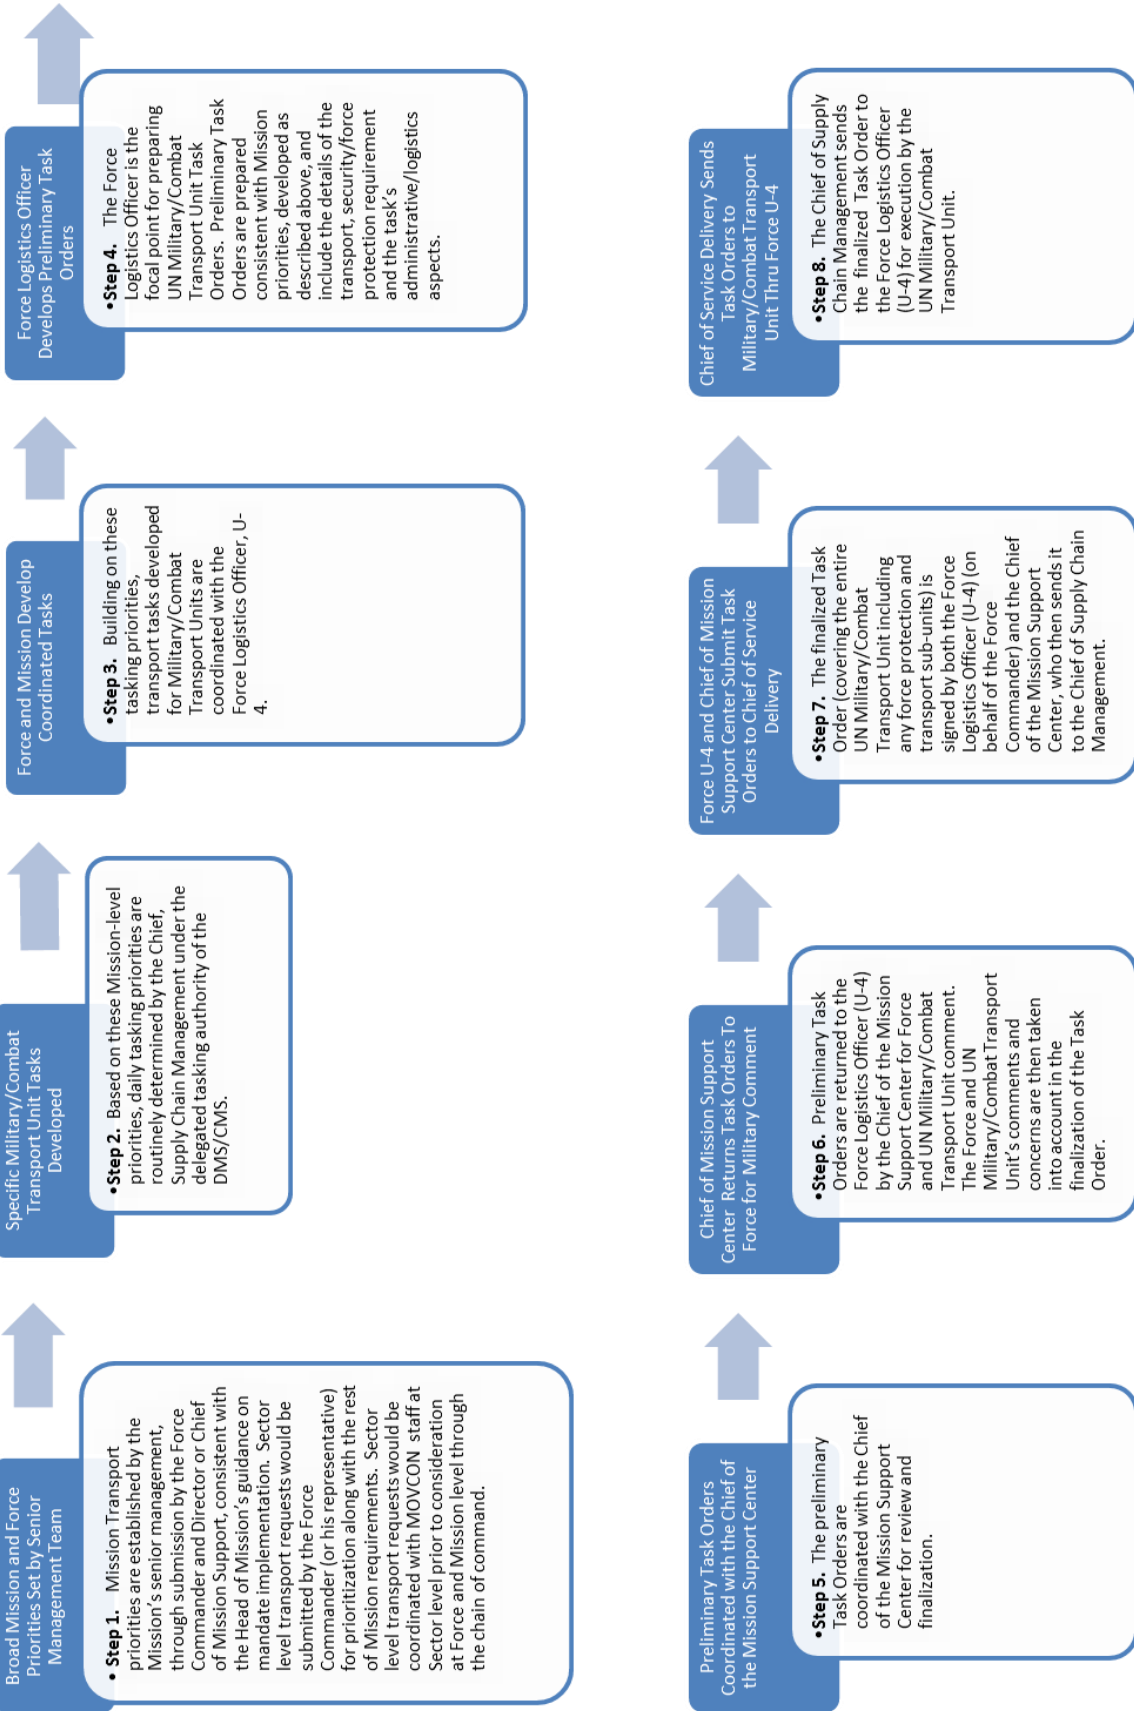 Broad Mission and Force
Priorities Set by Senior
Management Team
• Step 1. Mission Transport
priorities are established by the
Mission's senior management,
through submission by the Force
Commander and Director or Chief
of Mission Support, consistent with
the Head of Mission's guidance on
mandate implementation. Sector
level transport requests would be
submitted by the Force
Commander (or his representative)
for prioritization along with the rest
of Mission requirements. Sector
level transport requests would be
coordinated with MOVCON staff at
Sector level prior to consideration
at Force and Mission level through
the chain of command.
Specific Military/Combat
Transport Unit Tasks
Developed
•Step 2. Based on these Mission-level
priorities, daily tasking priorities are
routinely determined by the Chief,
Supply Chain Management under the
delegated tasking authority of the
DMS/CMS.
Force and Mission Develop
Coordinated Tasks
•Step 3. Building on these
tasking priorities,
transport tasks developed
for Military/Combat
Transport Units are
coordinated with the
Force Logistics Officer, U-
4.
Force Logistics Officer
Develops Preliminary Task
Orders
•Step 4. The Force
Logistics Officer is the
focal point for preparing
UN Military/Combat
Transport Unit Task
Orders. Preliminary Task
Orders are prepared
consistent with Mission
priorities, developed as
described above, and
include the details of the
transport, security/force
protection requirement
and the task's
administrative/logistics
aspects.
Preliminary Task Orders
Coordinated with the Chief of
the Mission Support Center
•Step 5. The preliminary
Task Orders are
coordinated with the Chief
of the Mission Support
Center for review and
finalization.
Chief of Mission Support
Center Returns Task Orders To
Force for Military Comment
•Step 6. Preliminary Task
Orders are returned to the
Force Logistics Officer (U-4)
by the Chief of the Mission
Support Center for Force
and UN Military/Combat
Transport Unit comment.
The Force and UN
Military/Combat Transport
Unit's comments and
concerns are then taken
into account in the
finalization of the Task
Order.
Force U-4 and Chief of Mission
Support Center Submit Task
Orders to Chief of Service
Delivery
•Step 7. The finalized Task
Order (covering the entire
UN Military/Combat
Transport Unit including
any force protection and
transport sub-units) is
signed by both the Force
Logistics Officer (U-4) (on
behalf of the Force
Commander) and the Chief
of the Mission Support
Center, who then sends it
to the Chief of Supply Chain
Management.
Chief of Service Delivery Sends
Task Orders to
Military/Combat Transport
Unit Thru Force U-4
•Step 8. The Chief of Supply
Chain Management sends
the finalized Task Order to
the Force Logistics Officer
(U-4) for execution by the
UN Military/Combat
Transport Unit.